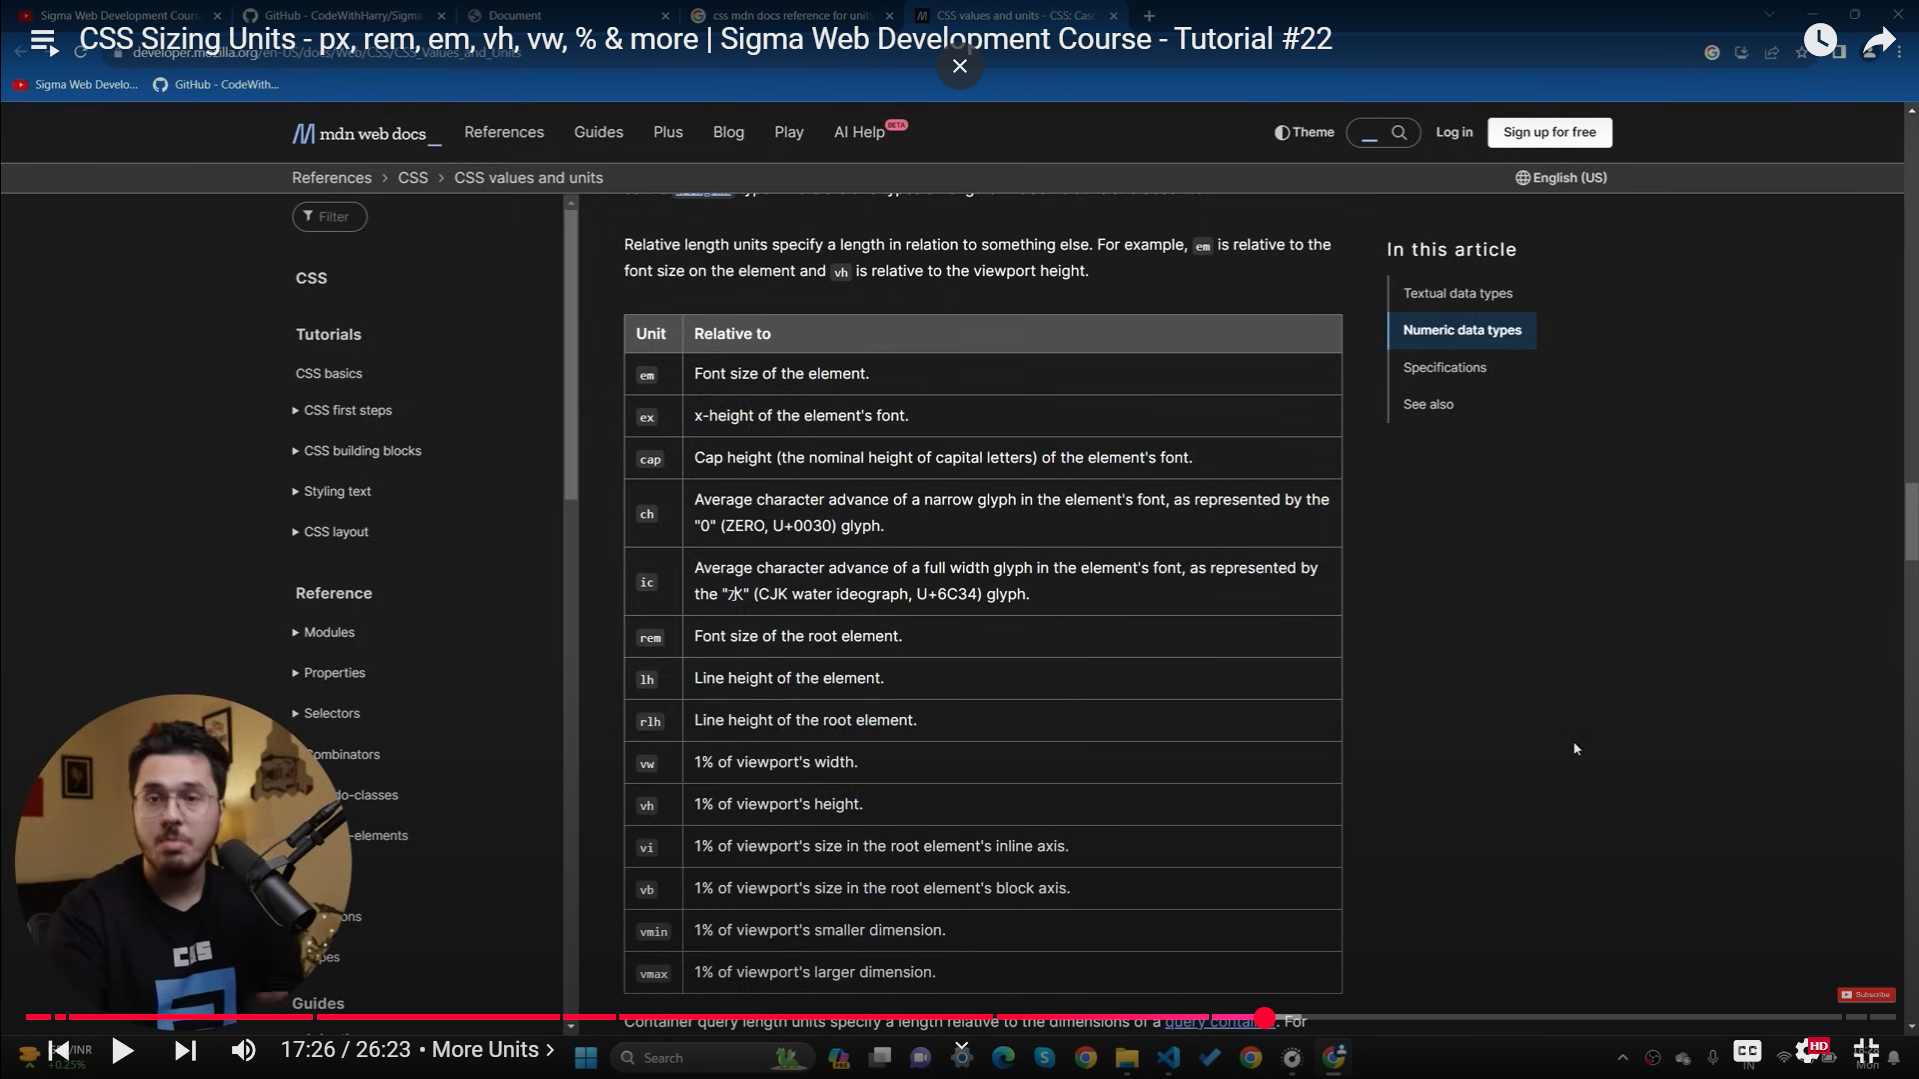 Sigma Web Development Cours
GitHub - CodeWithHarry/Sigma
Document
css mdn docs reference for unit
CSS values and units - CSS: Casc
CSS Sizing Units - px, rem, em, vh, vw, % & more | Sigma Web Development Course - Tutorial #22
developer.mozilla.org/en-US/docs/Web/CSS/CSS_Values_and_Units
Sigma Web Develo...
GitHub - CodeWith...
mdn web docs_
References
Guides
Plus
Blog
Play
AI Help
BETA
Theme
Log in
Sign up for free
References > CSS > CSS values and units
English (US)
Filter
CSS
Tutorials
CSS basics
CSS first steps
CSS building blocks
Styling text
CSS layout
Reference
Modules
Properties
Selectors
ombinators
do-classes
-elements
ons
pes
Guides
Relative length units specify a length in relation to something else. For example, em is relative to the
font size on the element and vh is relative to the viewport height.
Unit Relative to
em Font size of the element.
ex x-height of the element's font.
cap Cap height (the nominal height of capital letters) of the element's font.
ch Average character advance of a narrow glyph in the element's font, as represented by the
"0" (ZERO, U+0030) glyph.
ic Average character advance of a full width glyph in the element's font, as represented by
the "水" (CJK water ideograph, U+6C34) glyph.
rem Font size of the root element.
lh Line height of the element.
rlh Line height of the root element.
vw 1% of viewport's width.
vh 1% of viewport's height.
vi 1% of viewport's size in the root element's inline axis.
vb 1% of viewport's size in the root element's block axis.
vmin 1% of viewport's smaller dimension.
vmax 1% of viewport's larger dimension.
Container query length units specify a length relative to the dimensions of a query contain For
In this article
Textual data types
Numeric data types
Specifications
See also
CSS
Subscribe
/INR
+0.25%
17:26 / 26:23 • More Units >
Search
PRE
CC
IN
HD
Mon